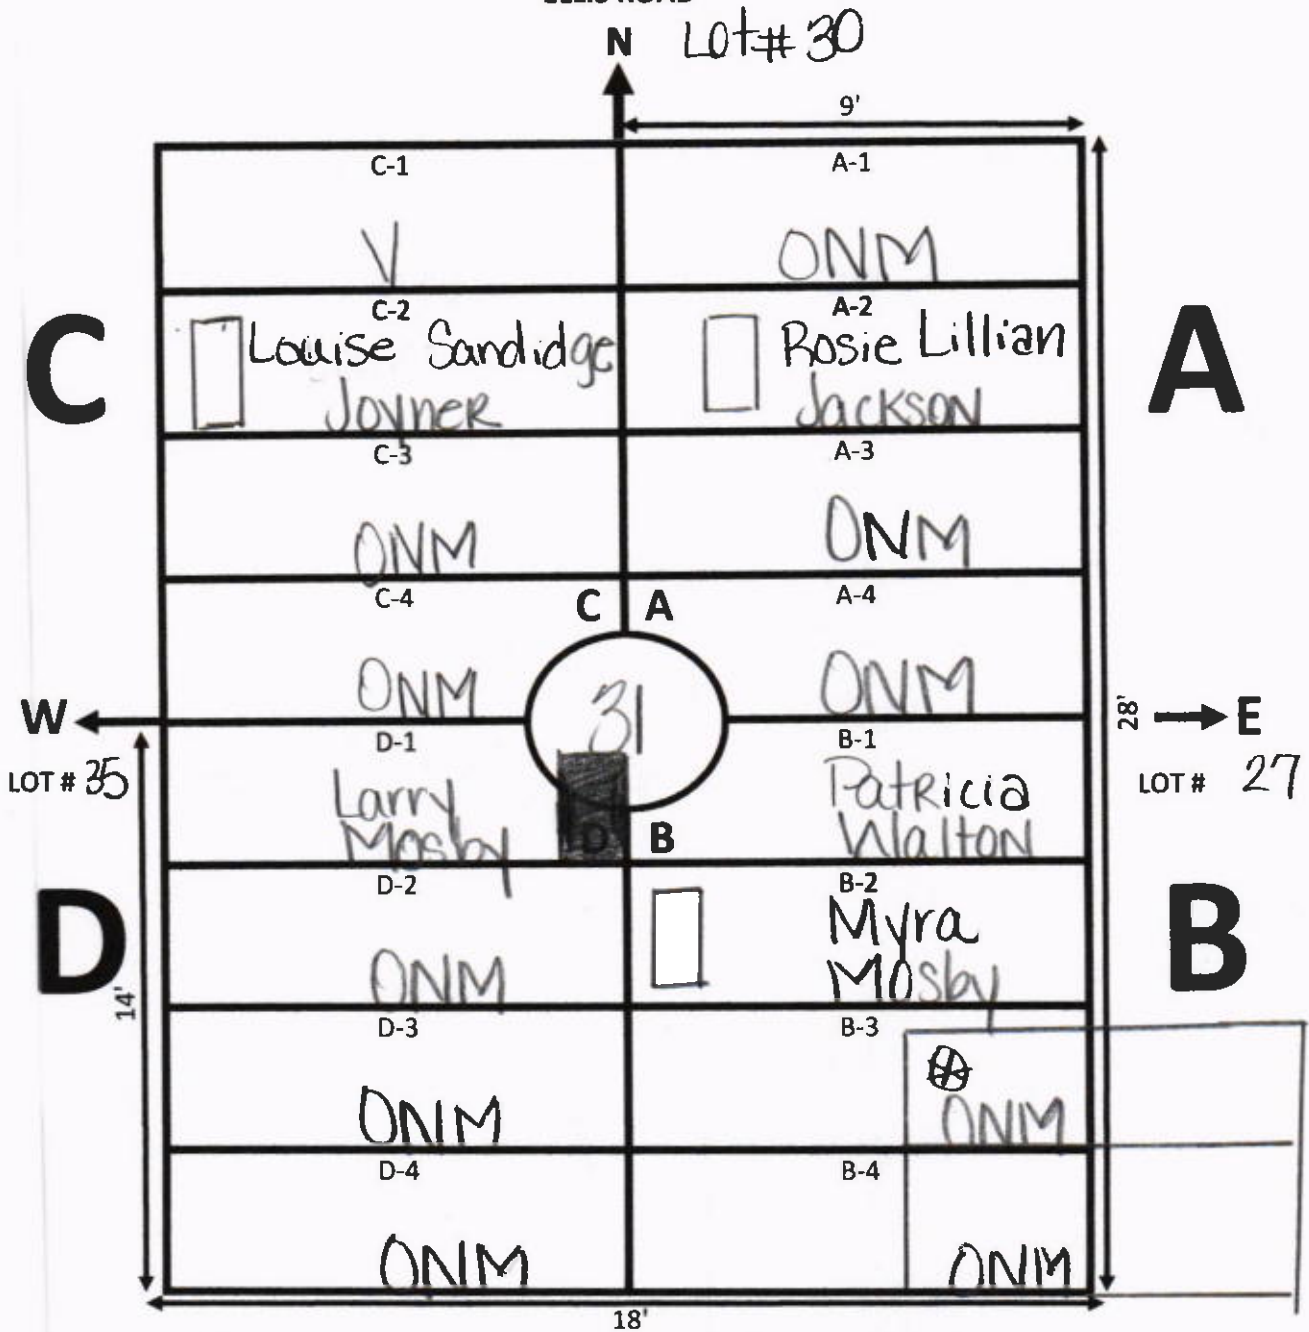 N Lot# 30
9'
C-1 A-1
V ONM
C-2 A-2
C Louise Sandidge Rosie Lillian A
Joyner Jackson
C-3 A-3
ONM ONM
C-4 C A A-4
ONM 31 ONM
W 28' E
D-1 B-1
LOT # 35 LOT # 27
Larry Patricia
Mosby D B Walton
D-2 B-2
D Myra B
ONM Mosby
14'
D-3 B-3
ONM ONM
D-4 B-4
ONM ONM
18'